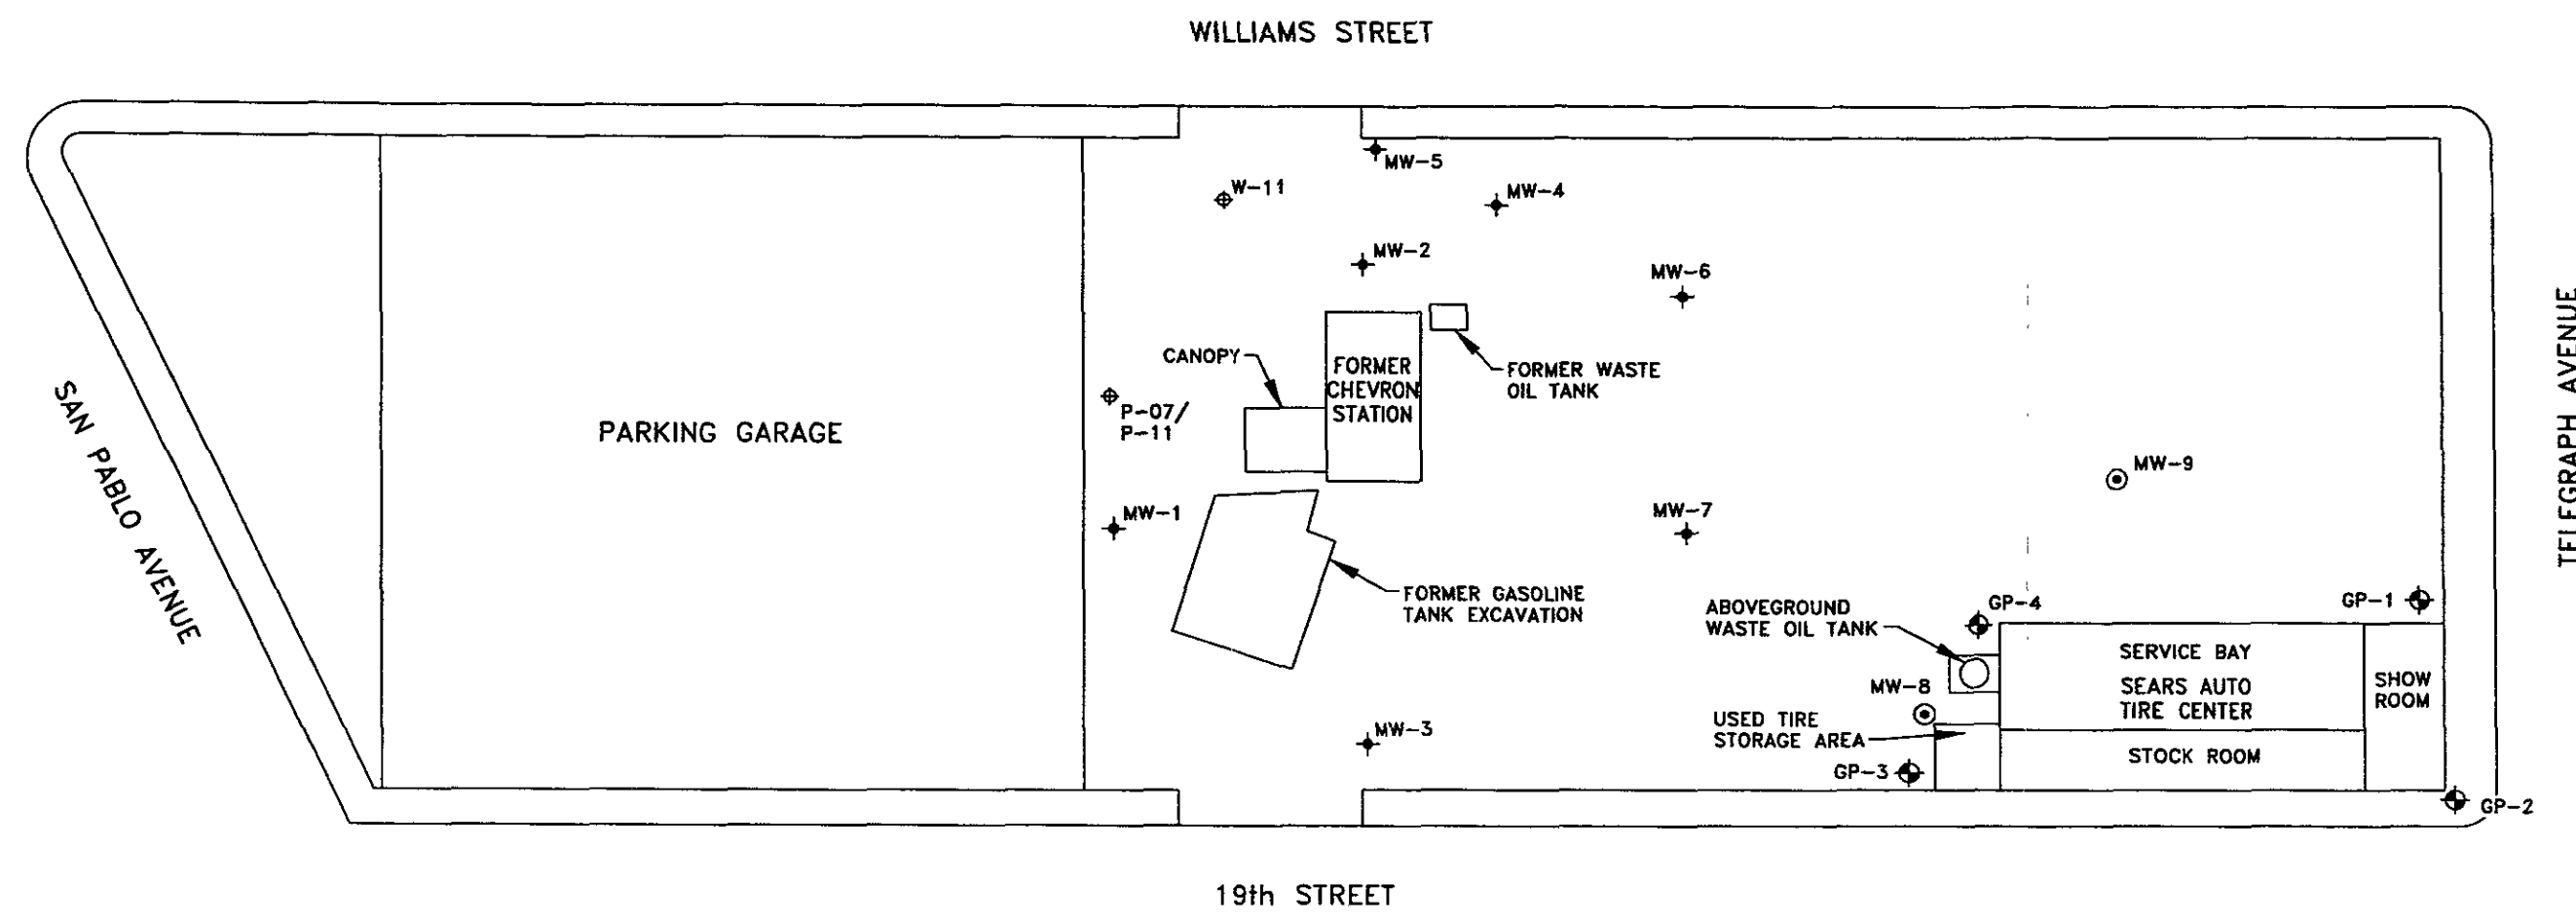 WILLIAMS STREET
MW-5
W-11
MW-4
MW-2
MW-6
CANOPY
FORMER
CHEVRON
STATION
FORMER WASTE
OIL TANK
P-07/
P-11
PARKING GARAGE
SAN PABLO AVENUE
TELEGRAPH AVENUE
MW-9
MW-1
MW-7
FORMER GASOLINE
TANK EXCAVATION
ABOVEGROUND
WASTE OIL TANK
GP-4
GP-1
SERVICE BAY
SEARS AUTO
TIRE CENTER
SHOW
ROOM
MW-8
USED TIRE
STORAGE AREA
MW-3
STOCK ROOM
GP-3
GP-2
19th STREET